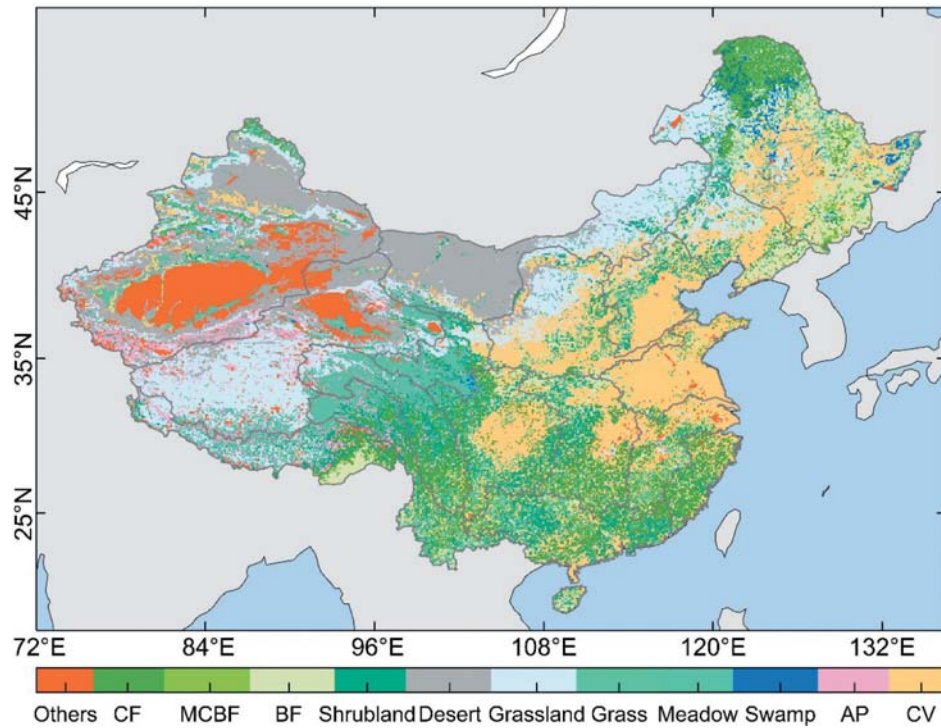 45°N
35°N
25°N
72°E 84°E 96°E 108°E 120°E 132°E
Others CF MCBF BF Shrubland Desert Grassland Grass Meadow Swamp AP CV